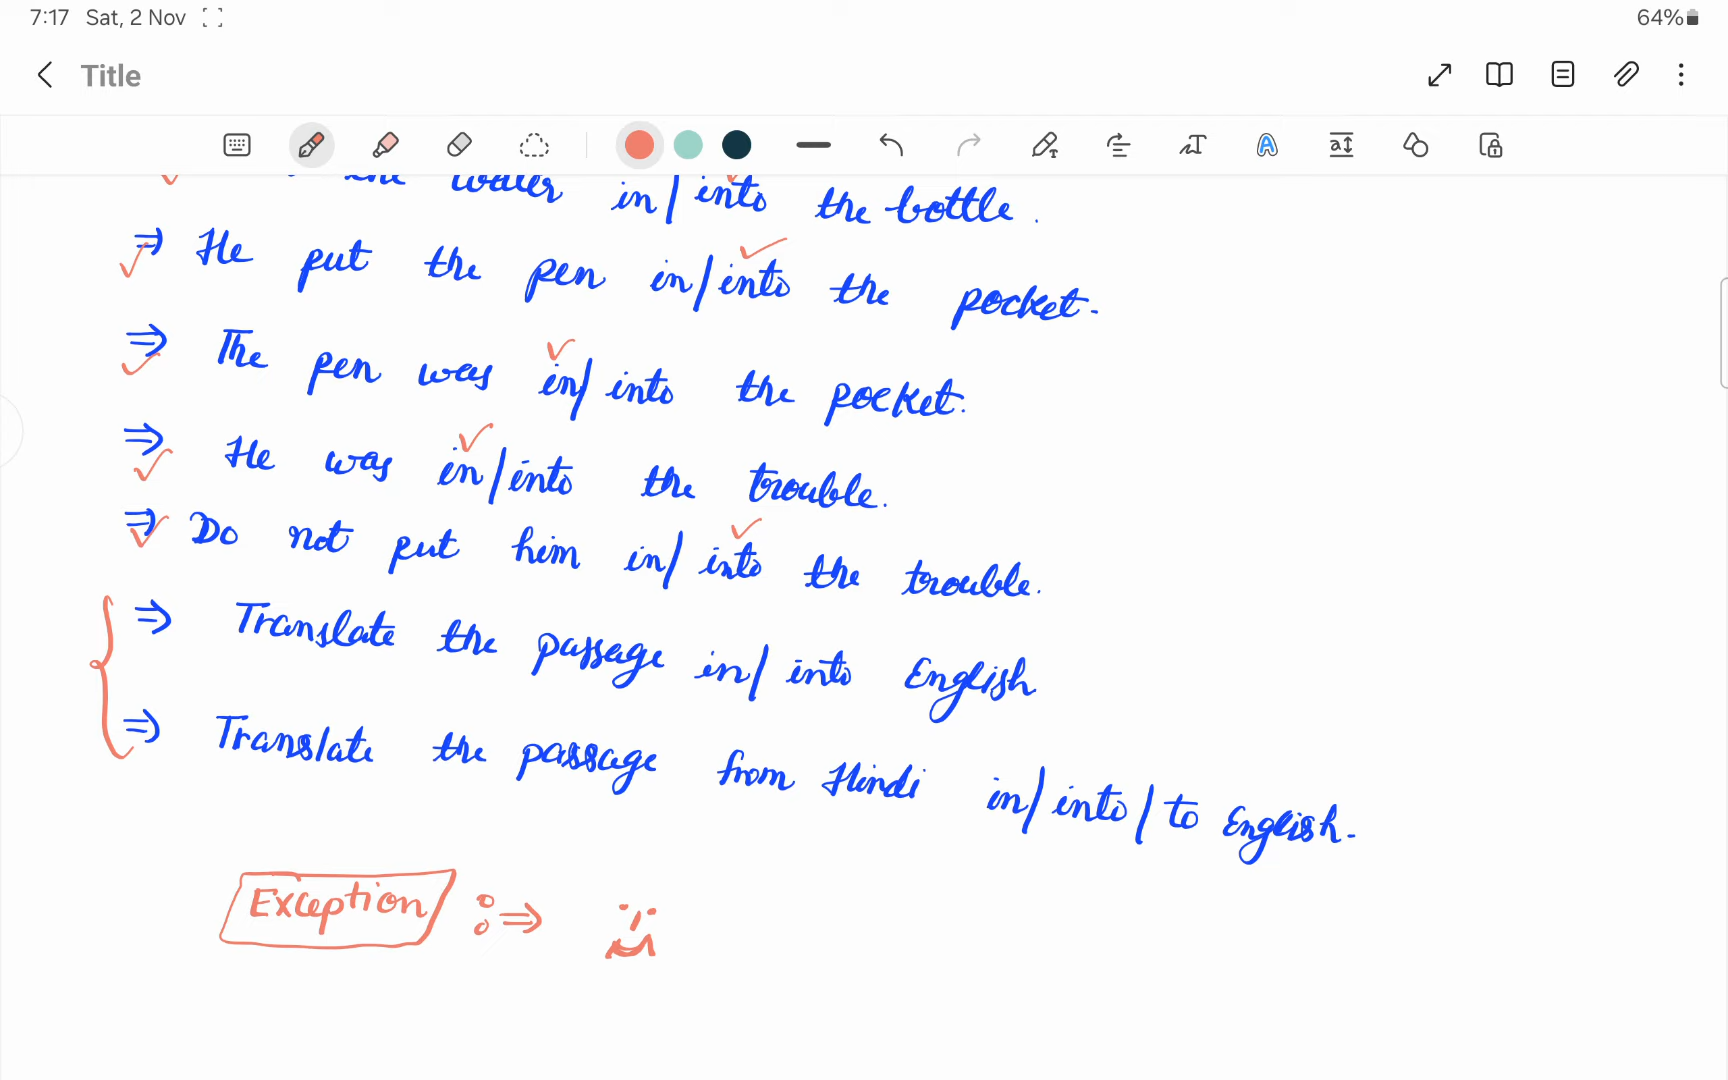 7:17 Sat, 2 Nov 64%
Title
the water in/into the bottle.
⇒ He put the pen in/into the pocket.
⇒ The pen was in/into the pocket.
⇒ He was in/into the trouble.
⇒ Do not put him in/into the trouble.
⇒ Translate the passage in/into English
⇒ Translate the passage from Hindi in/into/to English.
Exception :⇒